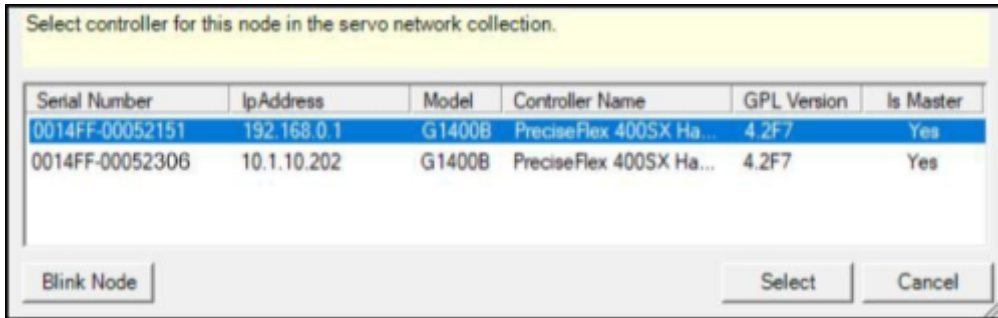 Select controller for this node in the servo network collection.
Serial Number IpAddress Model Controller Name GPL Version Is Master
0014FF-00052151 192.168.0.1 G1400B PreciseFlex 400SX Ha... 4.2F7 Yes
0014FF-00052306 10.1.10.202 G1400B PreciseFlex 400SX Ha... 4.2F7 Yes
Blink Node Select Cancel